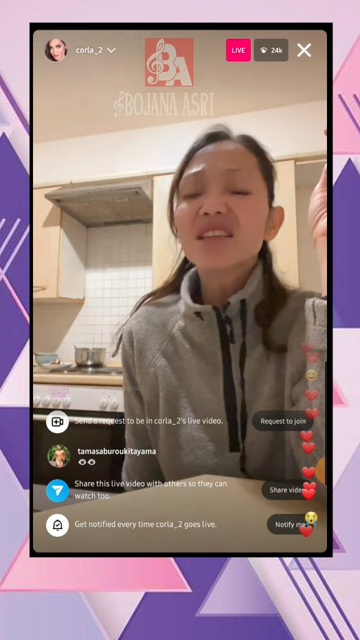 corla_2
LIVE
24k
BA
BOJANA ASRI
Send a request to be in corla_2's live video.
Request to join
tamasaburoukitayama
Share this live video with others so they can
watch too.
Share video
Get notified every time corla_2 goes live.
Notify me